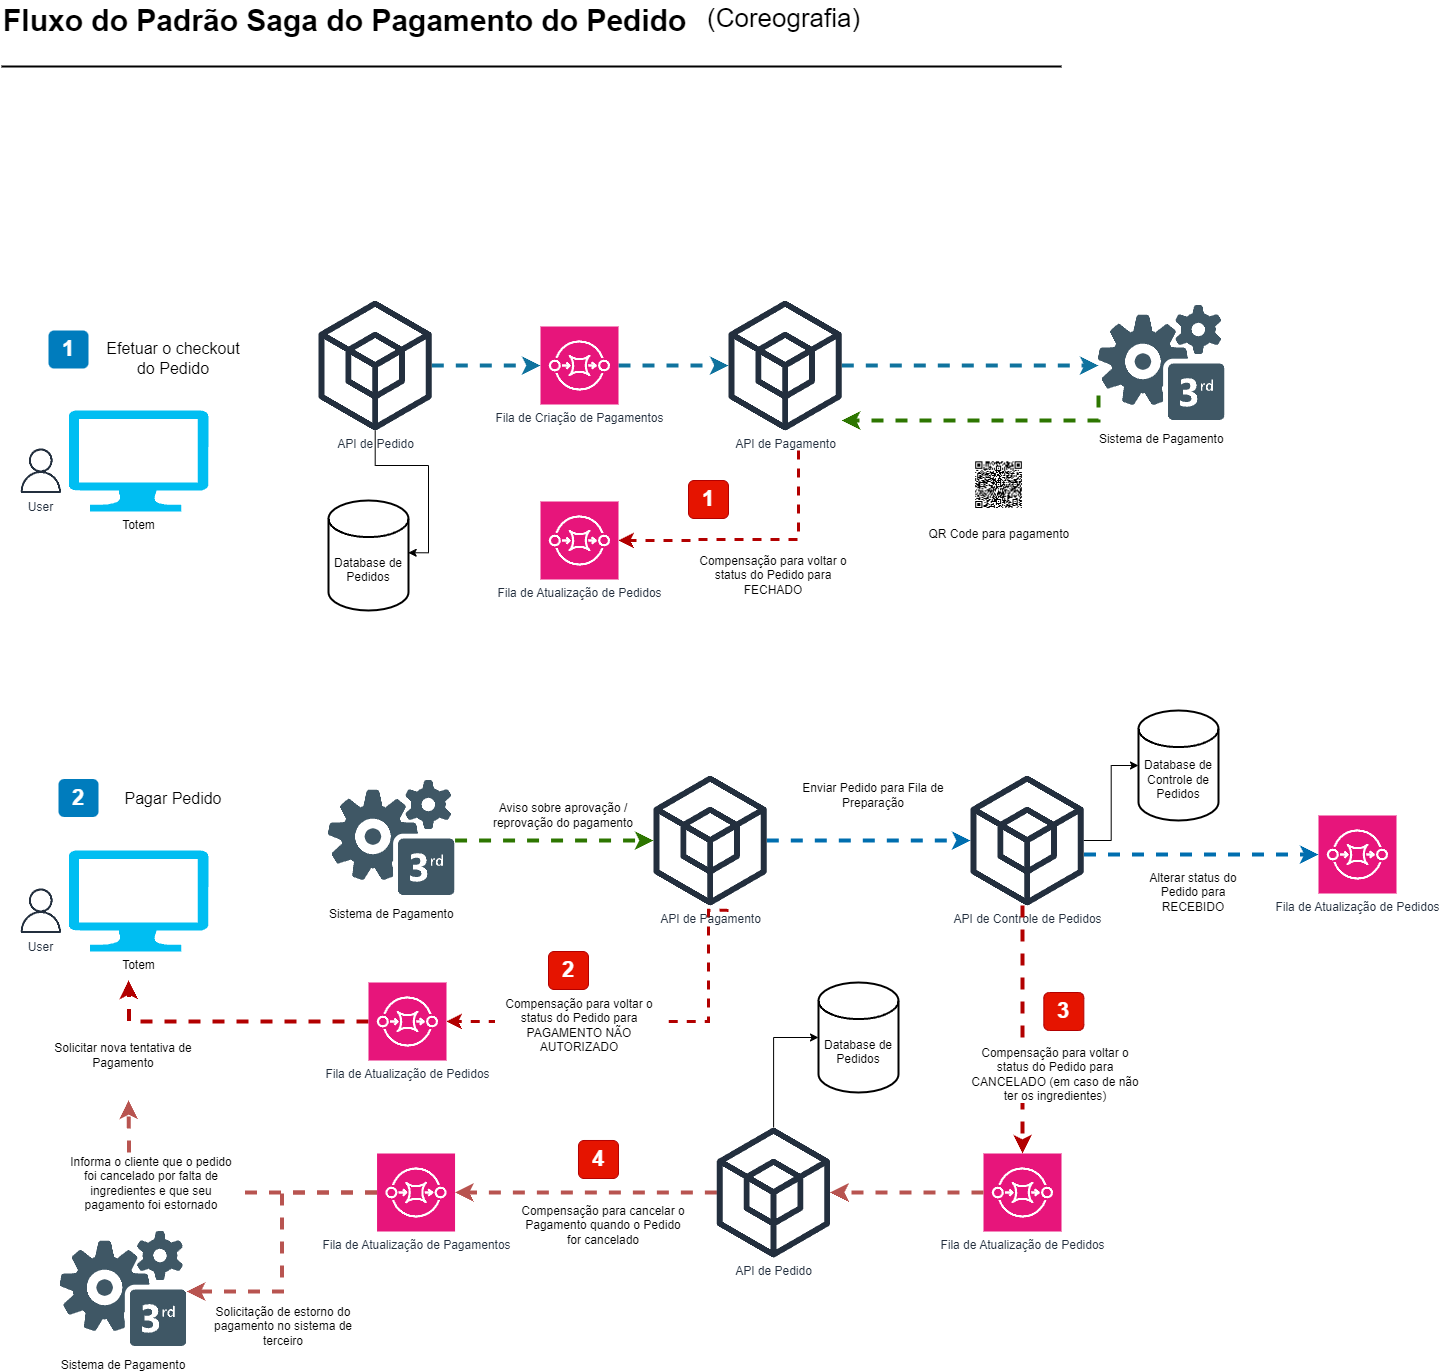 Fluxo do Padrão Saga do Pagamento do Pedido (Coreografia)
1
Efetuar o checkout
do Pedido
User
Totem
API de Pedido
Database de
Pedidos
Fila de Criação de Pagamentos
API de Pagamento
3rd
Sistema de Pagamento
QR Code para pagamento
1
Compensação para voltar o
status do Pedido para
FECHADO
Fila de Atualização de Pedidos
2
Pagar Pedido
User
Totem
3rd
Sistema de Pagamento
Aviso sobre aprovação /
reprovação do pagamento
API de Pagamento
Enviar Pedido para Fila de
Preparação
API de Controle de Pedidos
Database de
Controle de
Pedidos
Alterar status do
Pedido para
RECEBIDO
Fila de Atualização de Pedidos
2
Compensação para voltar o
status do Pedido para
PAGAMENTO NÃO
AUTORIZADO
Fila de Atualização de Pedidos
Solicitar nova tentativa de
Pagamento
3
Compensação para voltar o
status do Pedido para
CANCELADO (em caso de não
ter os ingredientes)
Fila de Atualização de Pedidos
Database de
Pedidos
API de Pedido
4
Compensação para cancelar o
Pagamento quando o Pedido
for cancelado
Fila de Atualização de Pagamentos
Informa o cliente que o pedido
foi cancelado por falta de
ingredientes e que seu
pagamento foi estornado
3rd
Sistema de Pagamento
Solicitação de estorno do
pagamento no sistema de
terceiro